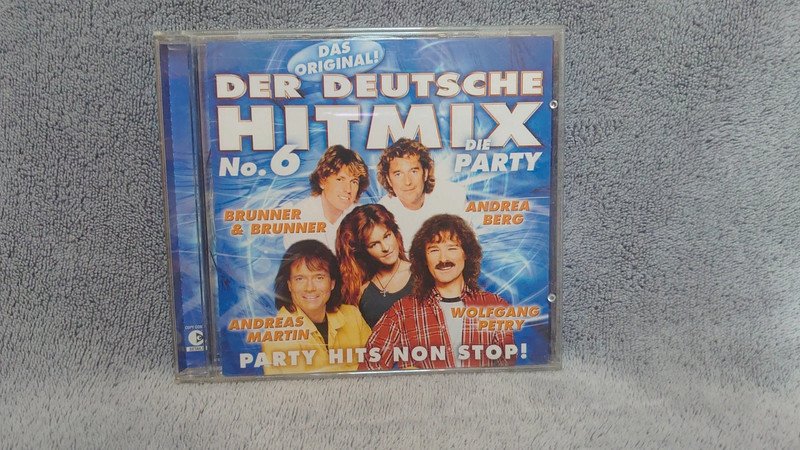 DAS
ORIGINAL!
DER DEUTSCHE
HITMIX
No. 6
DIE
PARTY
BRUNNER
& BRUNNER
ANDREA
BERG
ANDREAS
MARTIN
WOLFGANG
PETRY
PARTY HITS NON STOP!